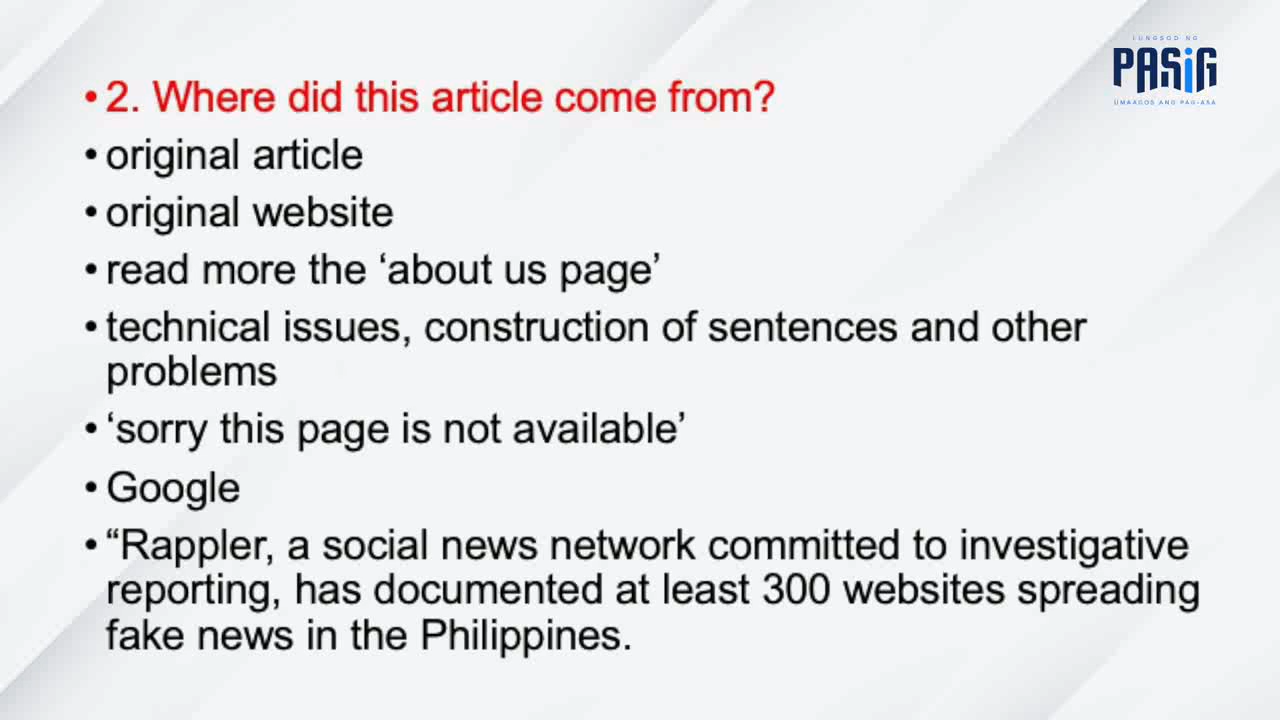 LUNGSOD NG
PASiG
UMAAGOS ANG PAG-ASA
• 2. Where did this article come from?
• original article
• original website
• read more the ‘about us page’
• technical issues, construction of sentences and other
problems
• ‘sorry this page is not available’
• Google
• “Rappler, a social news network committed to investigative
reporting, has documented at least 300 websites spreading
fake news in the Philippines.